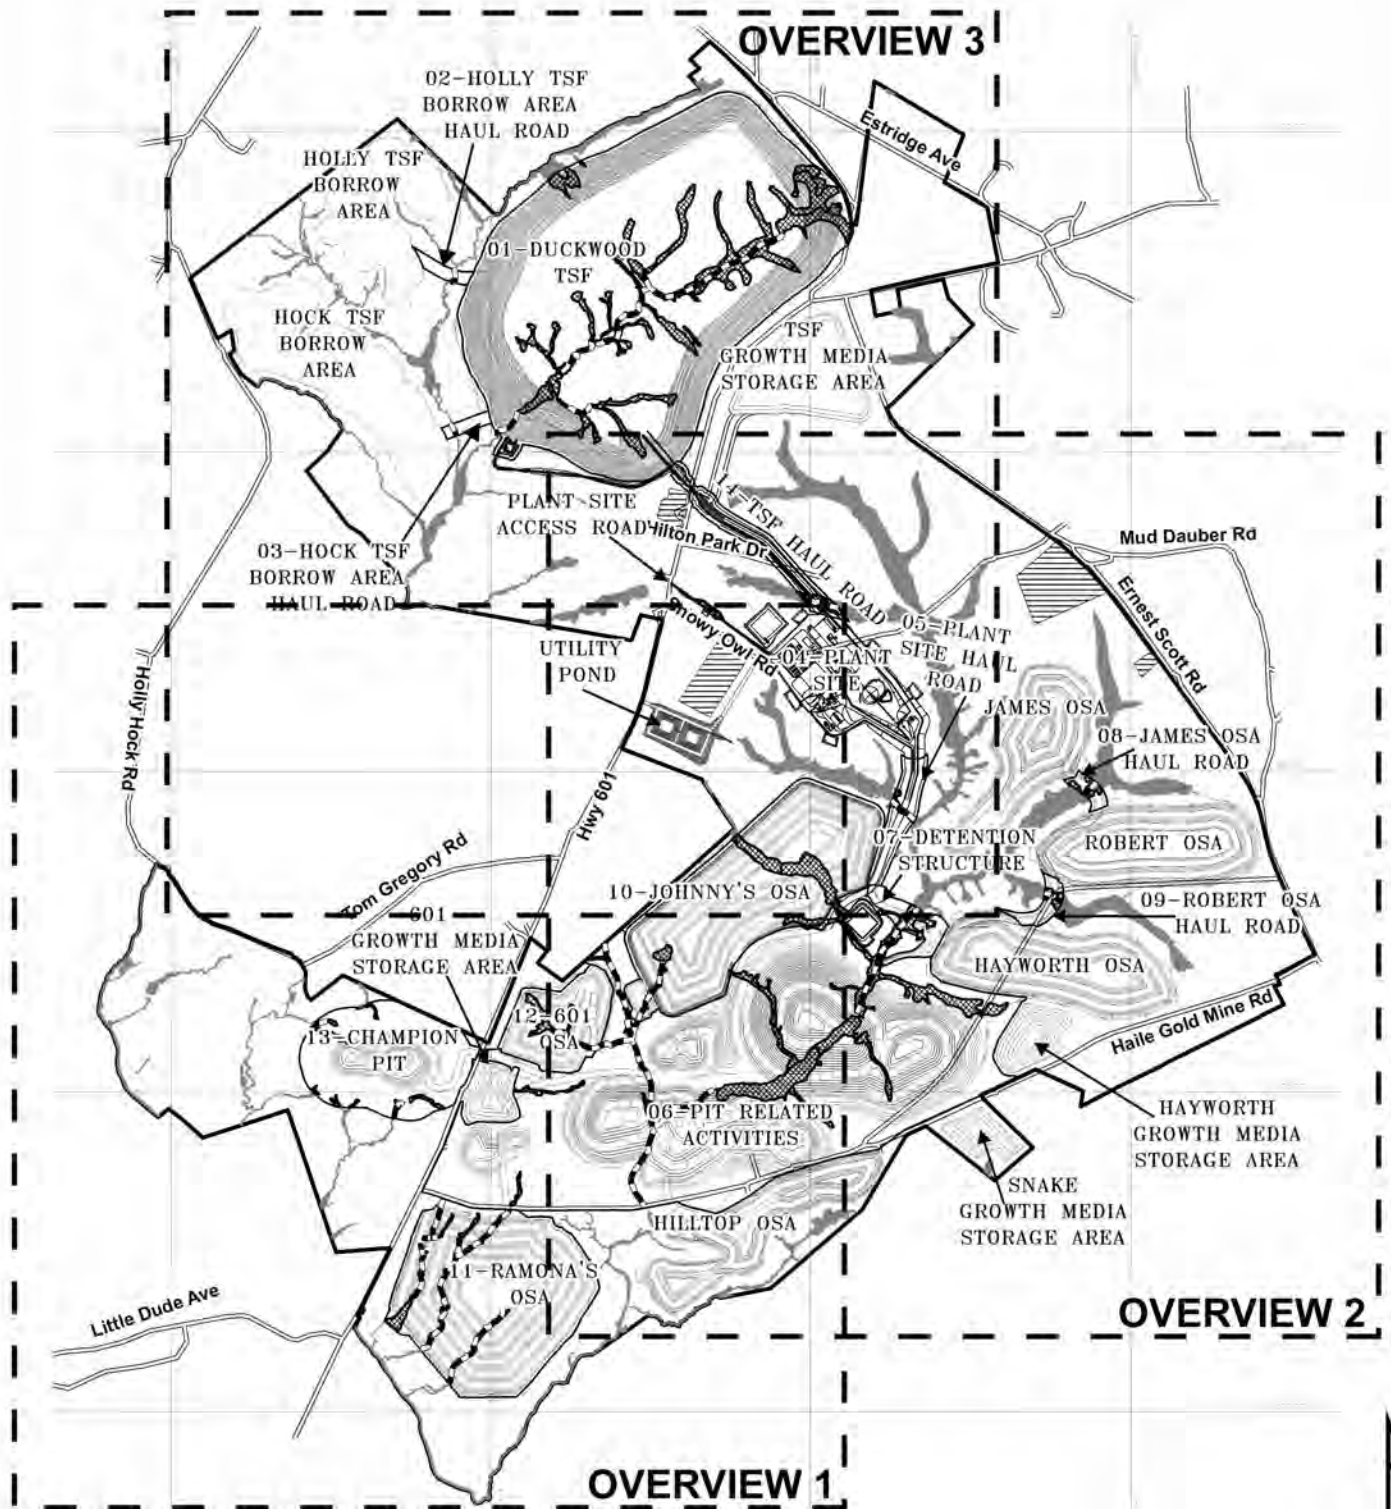 OVERVIEW 3
02-HOLLY TSF
BORROW AREA
HAUL ROAD
Estridge Ave
HOLLY TSF
BORROW
AREA
01-DUCKWOOD
TSF
HOCK TSF
BORROW
AREA
TSF
GROWTH MEDIA
STORAGE AREA
PLANT SITE
ACCESS ROAD
14-TSF HAUL ROAD
Hilton Park Dr
Mud Dauber Rd
03-HOCK TSF
BORROW AREA
HAUL ROAD
Ernest Scott Rd
Snowy Owl Rd
05-PLANT
SITE HAUL
ROAD
UTILITY
POND
04-PLANT
SITE
Holly Hock Rd
JAMES OSA
08-JAMES OSA
HAUL ROAD
Hwy 601
07-DETENTION
STRUCTURE
ROBERT OSA
Tom Gregory Rd
10-JOHNNY'S OSA
09-ROBERT OSA
HAUL ROAD
601
GROWTH MEDIA
STORAGE AREA
HAYWORTH OSA
12-601
OSA
13-CHAMPION
PIT
Haile Gold Mine Rd
06-PIT RELATED
ACTIVITIES
HAYWORTH
GROWTH MEDIA
STORAGE AREA
SNAKE
GROWTH MEDIA
STORAGE AREA
HILLTOP OSA
11-RAMONA'S
OSA
Little Dude Ave
OVERVIEW 2
OVERVIEW 1